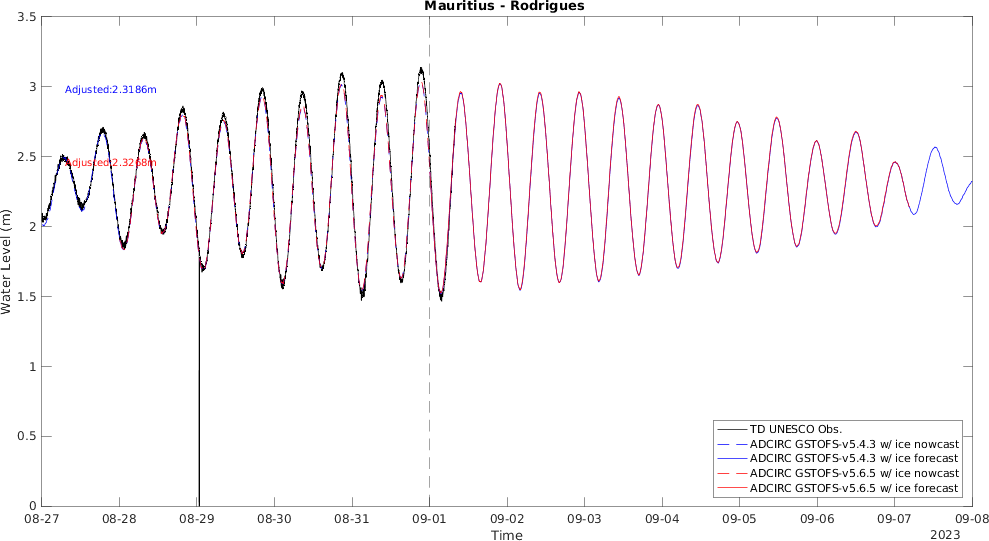 Mauritius - Rodrigues
3.5
3
2.5
2
1.5
1
0.5
0
Water Level (m)
Adjusted:2.3186m
Adjusted:2.3268m
TD UNESCO Obs.
ADCIRC GSTOFS-v5.4.3 w/ ice nowcast
ADCIRC GSTOFS-v5.4.3 w/ ice forecast
ADCIRC GSTOFS-v5.6.5 w/ ice nowcast
ADCIRC GSTOFS-v5.6.5 w/ ice forecast
08-27 08-28 08-29 08-30 08-31 09-01 09-02 09-03 09-04 09-05 09-06 09-07 09-08
Time
2023